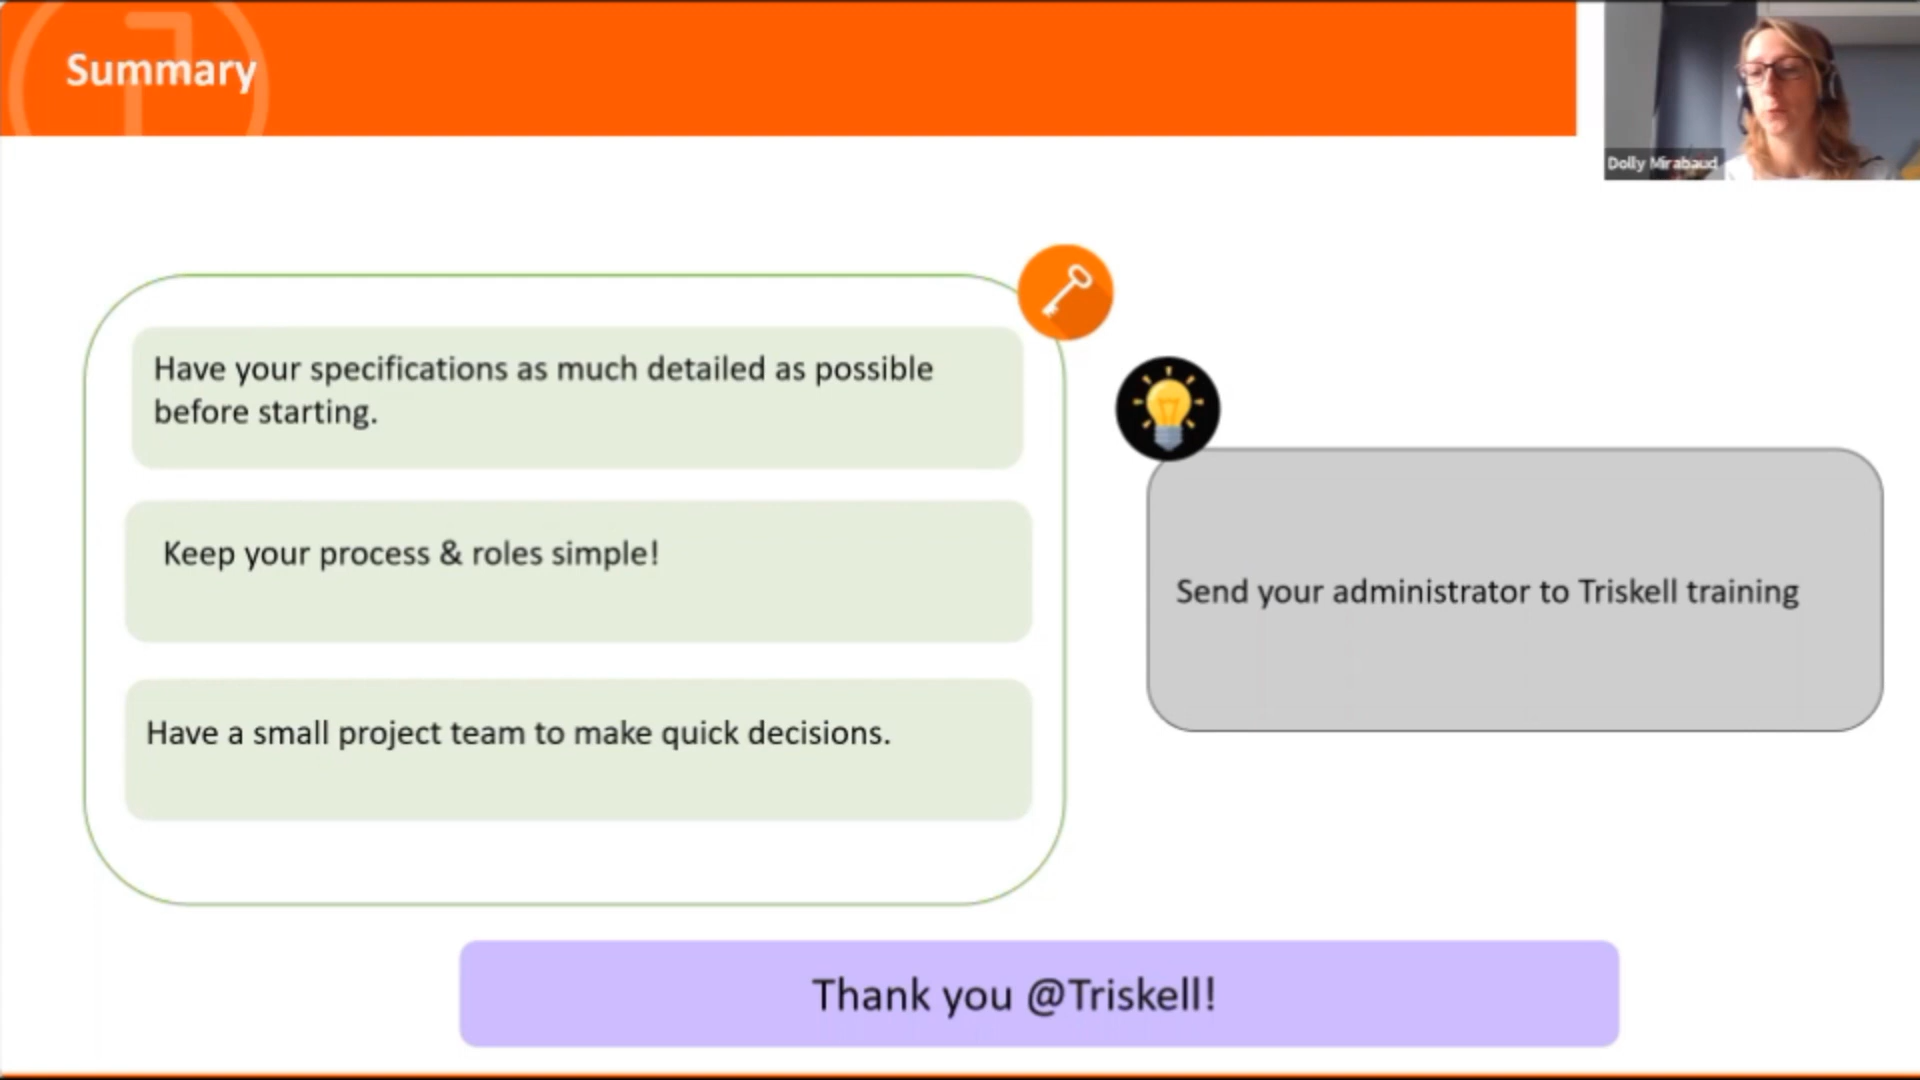 Summary
Dolly Mirabaud
Have your specifications as much detailed as possible
before starting.
Keep your process & roles simple!
Have a small project team to make quick decisions.
Send your administrator to Triskell training
Thank you @Triskell!